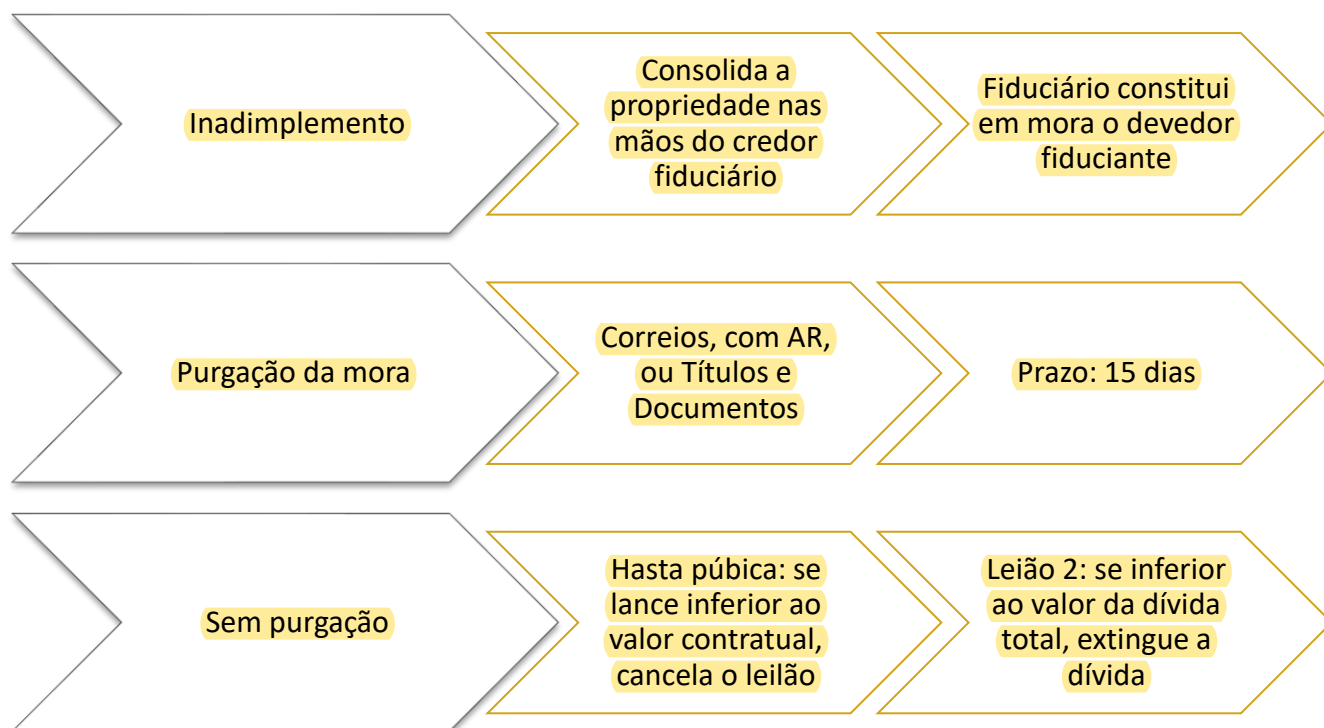 Inadimplemento
Consolida a
propriedade nas
mãos do credor
fiduciário
Fiduciário constitui
em mora o devedor
fiduciante
Purgação da mora
Correios, com AR,
ou Títulos e
Documentos
Prazo: 15 dias
Sem purgação
Hasta púbica: se
lance inferior ao
valor contratual,
cancela o leilão
Leião 2: se inferior
ao valor da dívida
total, extingue a
dívida